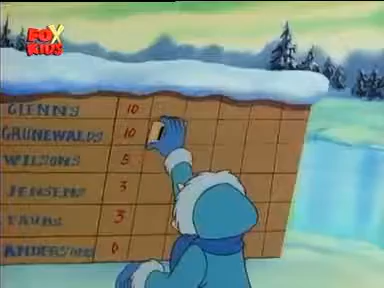 FOX
KIDS
GLENNS 10
GRUNEWALDS 10
WILSONS 5
JENSENS 3
3
ANDERSONS 0